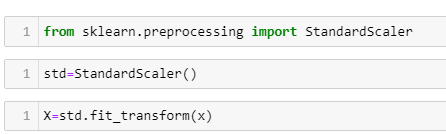 1 from sklearn.preprocessing import StandardScaler
1 std=StandardScaler()
1 X=std.fit_transform(x)